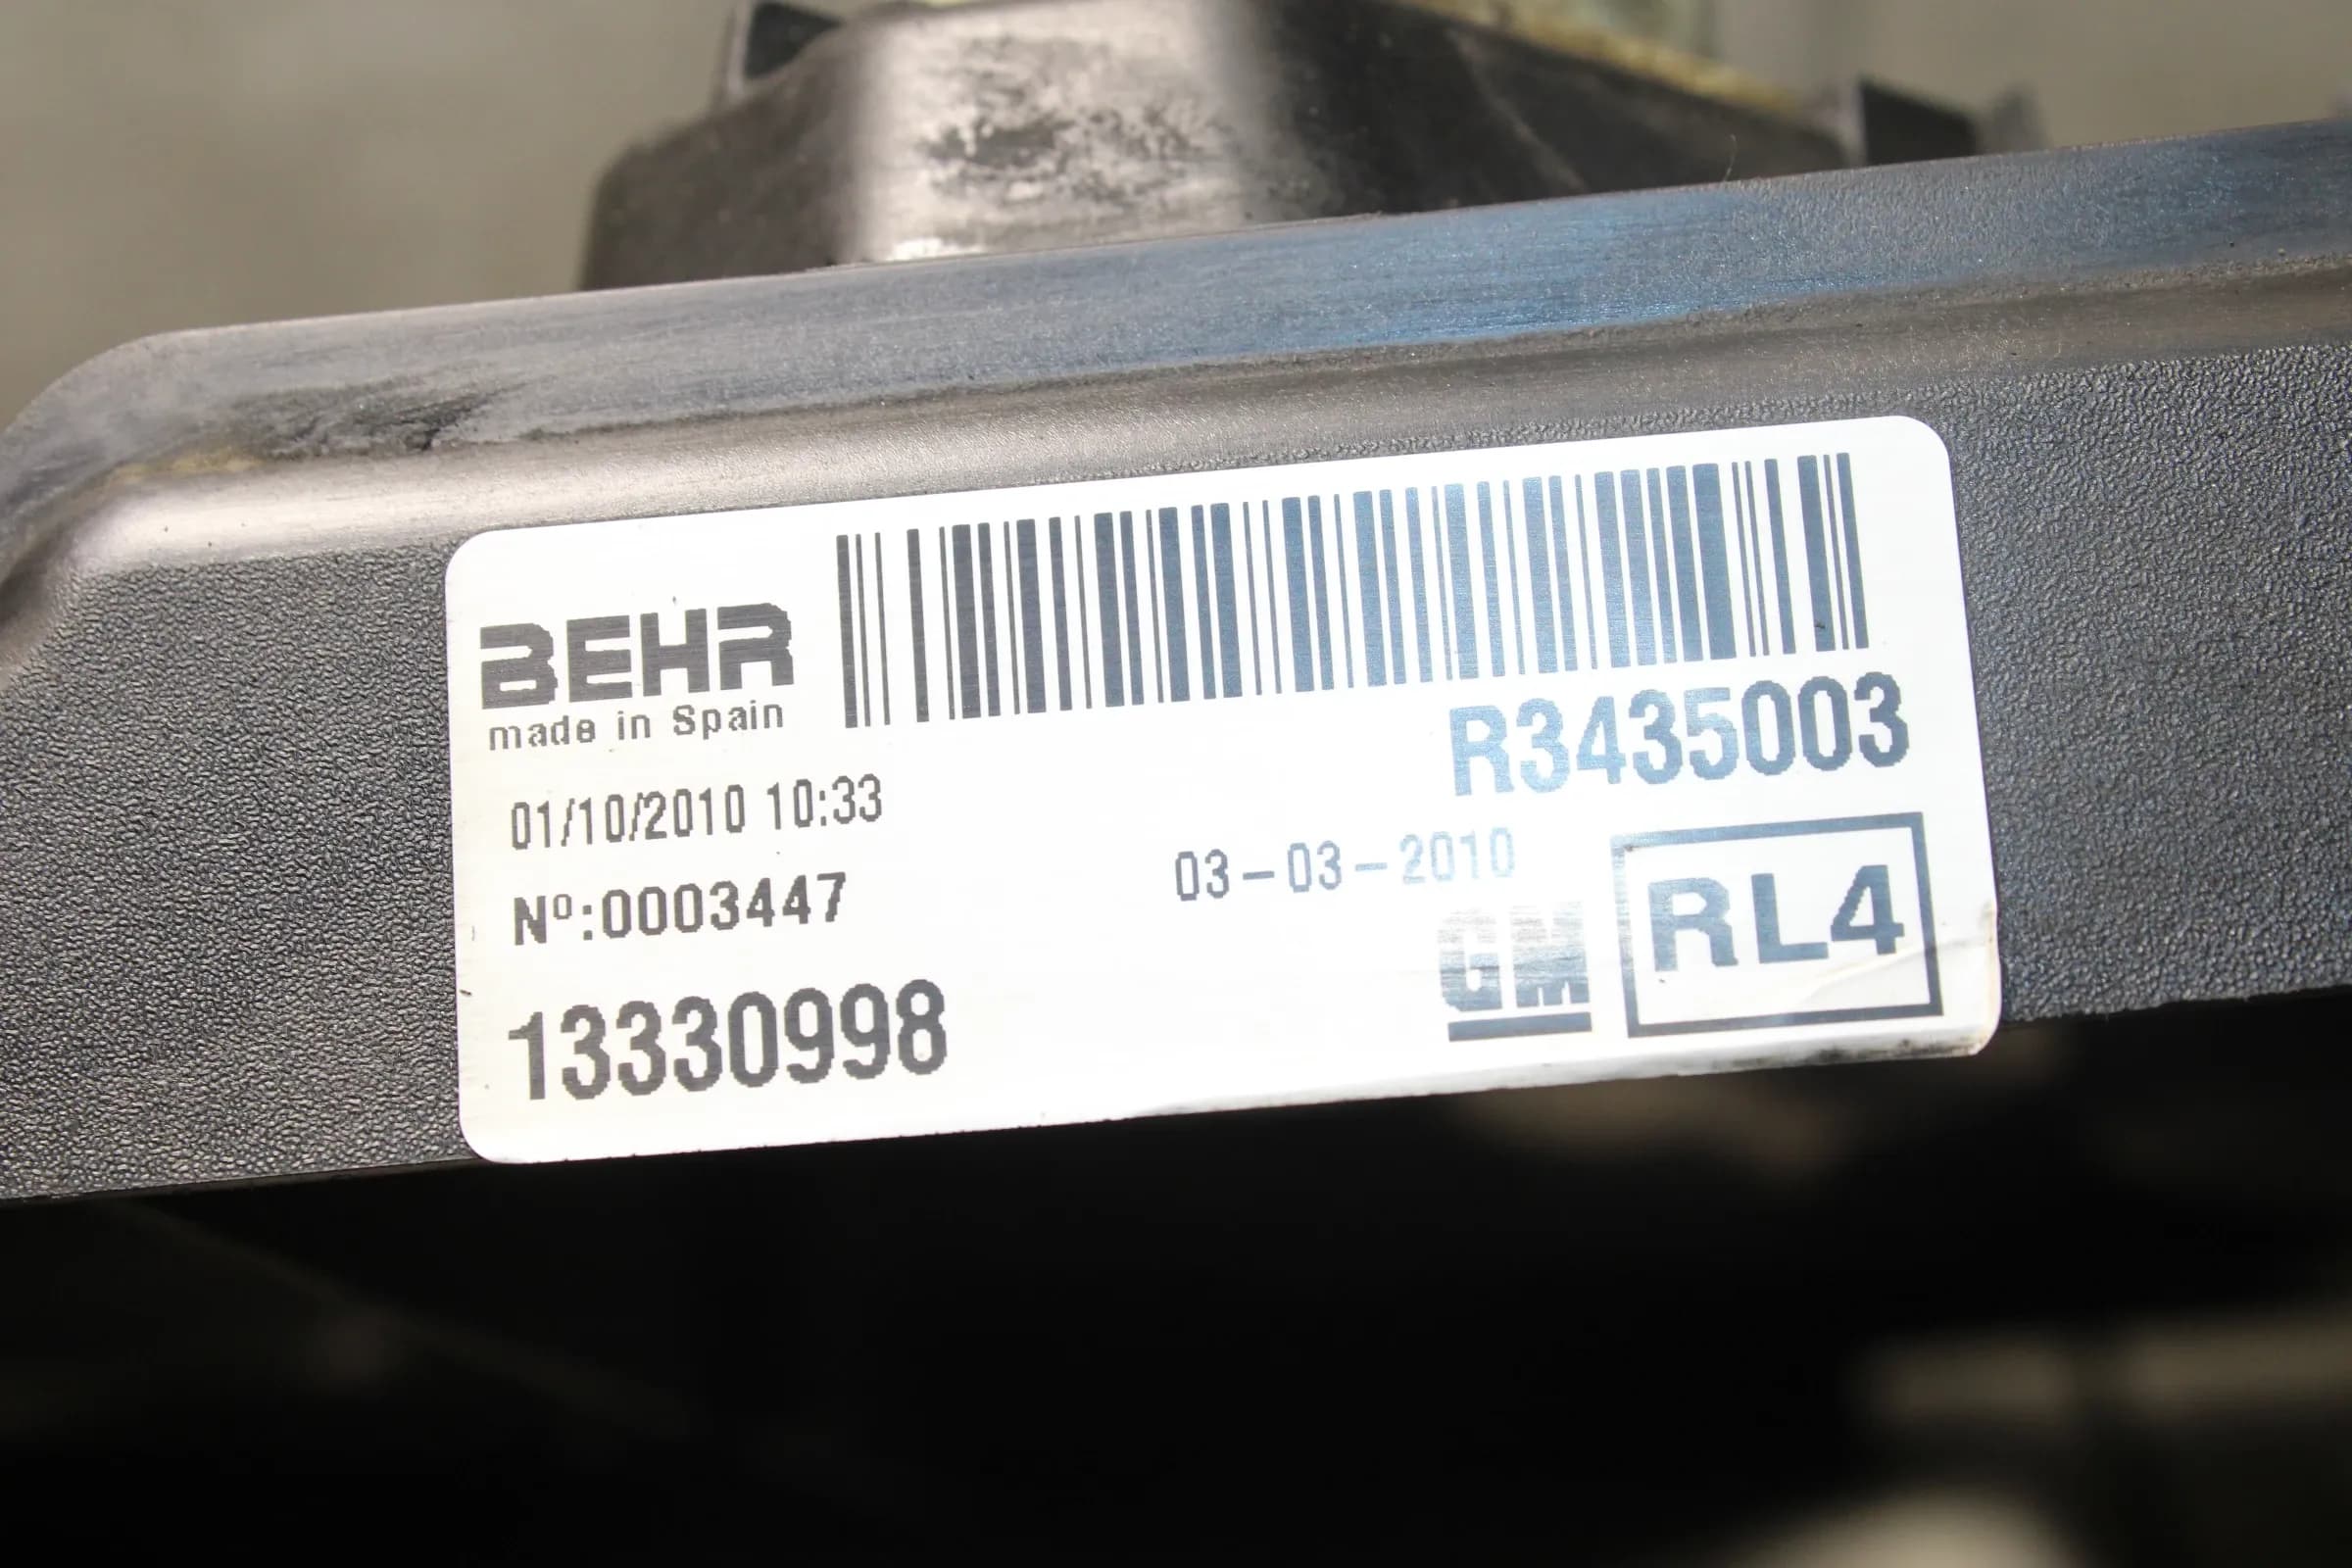 BEHR
made in Spain
R3435003
01/10/2010 10:33
03-03-2010
Nº:0003447
GM
RL4
13330998